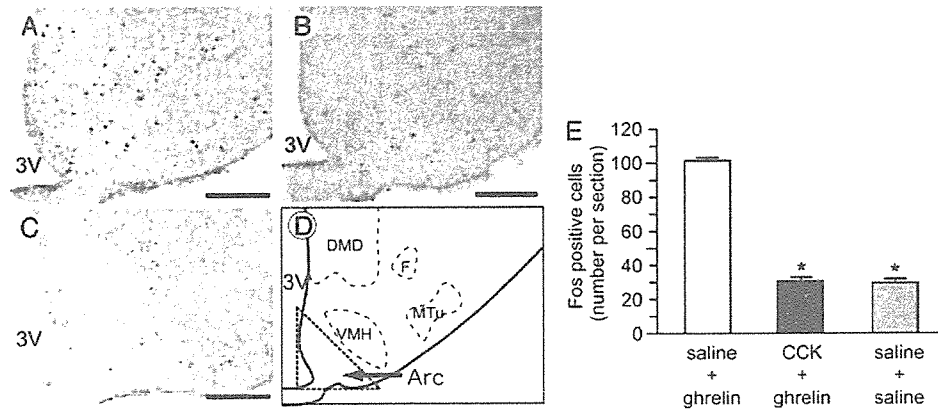 A
3V
B
3V
C
3V
D
DMD
F
3V
MTu
VMH
Arc
E
Fos positive cells
(number per section)
120
100
80
60
40
20
0
*
*
saline
+
ghrelin
CCK
+
ghrelin
saline
+
saline